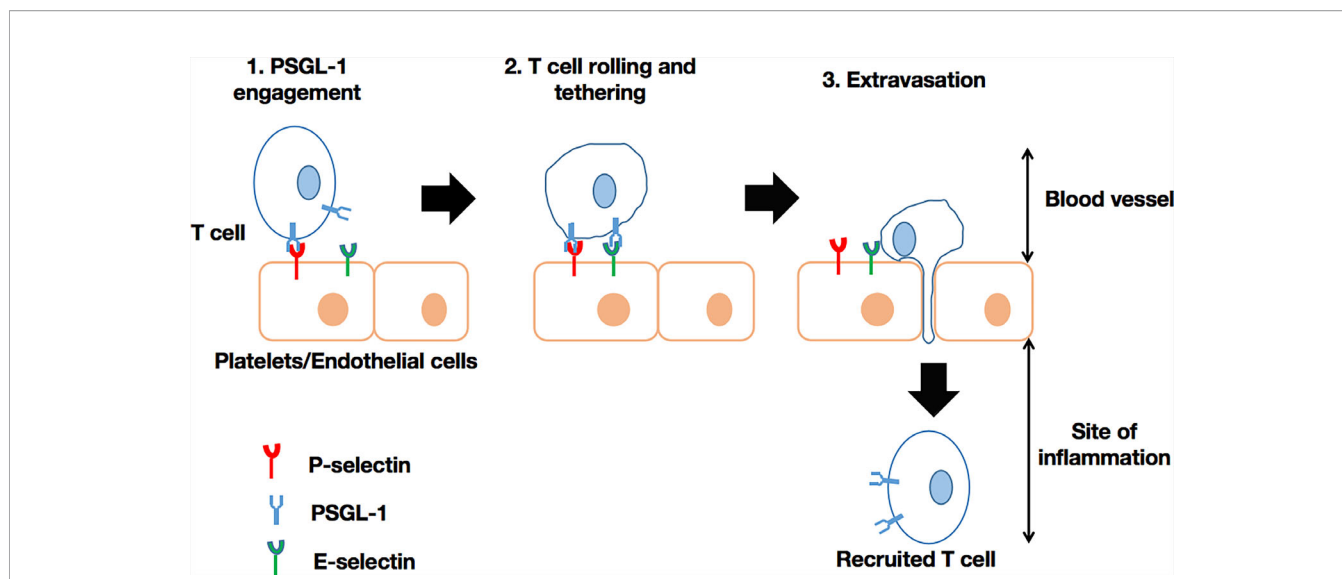 1. PSGL-1
engagement
2. T cell rolling and
tethering
3. Extravasation
T cell
Blood vessel
Platelets/Endothelial cells
P-selectin
PSGL-1
E-selectin
Site of
inflammation
Recruited T cell